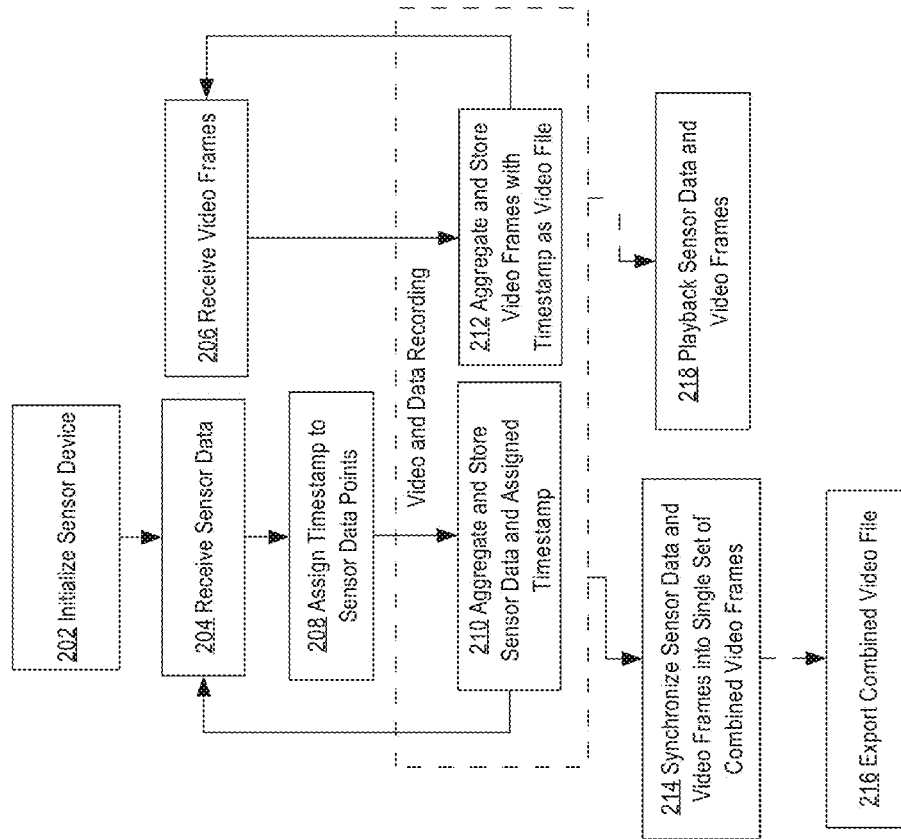 202 Initialize Sensor Device
204 Receive Sensor Data
206 Receive Video Frames
208 Assign Timestamp to
Sensor Data Points
Video and Data Recording
210 Aggregate and Store
Sensor Data and Assigned
Timestamp
212 Aggregate and Store
Video Frames with
Timestamp as Video File
214 Synchronize Sensor Data and
Video Frames into Single Set of
Combined Video Frames
218 Playback Sensor Data and
Video Frames
216 Export Combined Video File